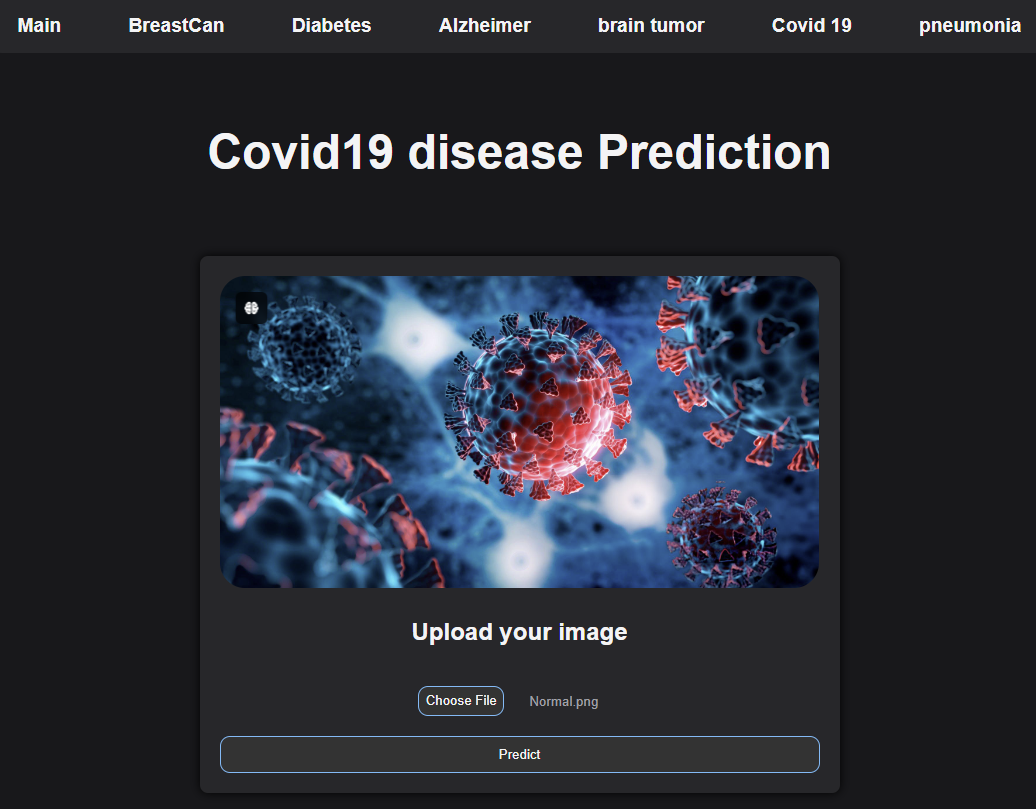 Main BreastCan Diabetes Alzheimer brain tumor Covid 19 pneumonia
Covid19 disease Prediction
Upload your image
Choose File Normal.png
Predict